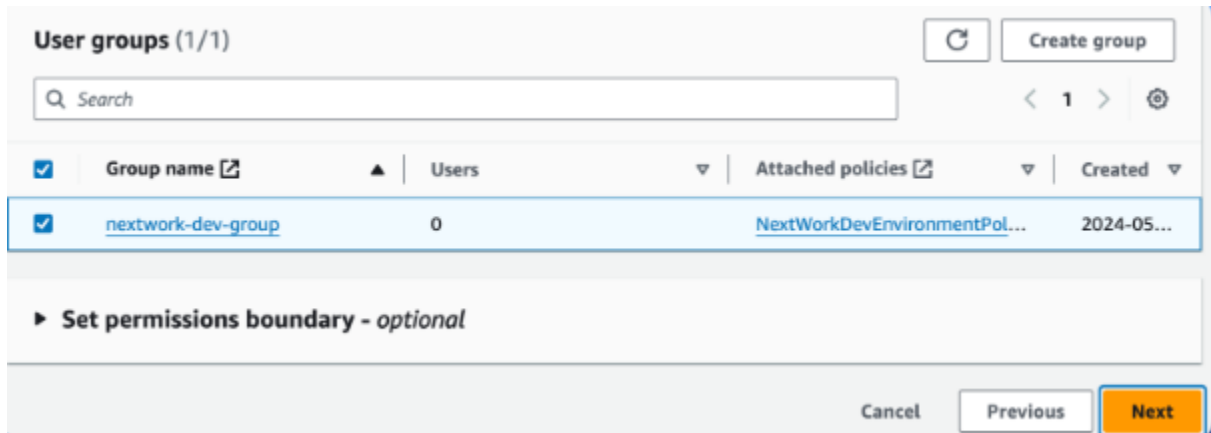 User groups (1/1)
Create group
Search
1
Group name
Users
Attached policies
Created
nextwork-dev-group
0
NextWorkDevEnvironmentPol...
2024-05...
Set permissions boundary - optional
Cancel
Previous
Next